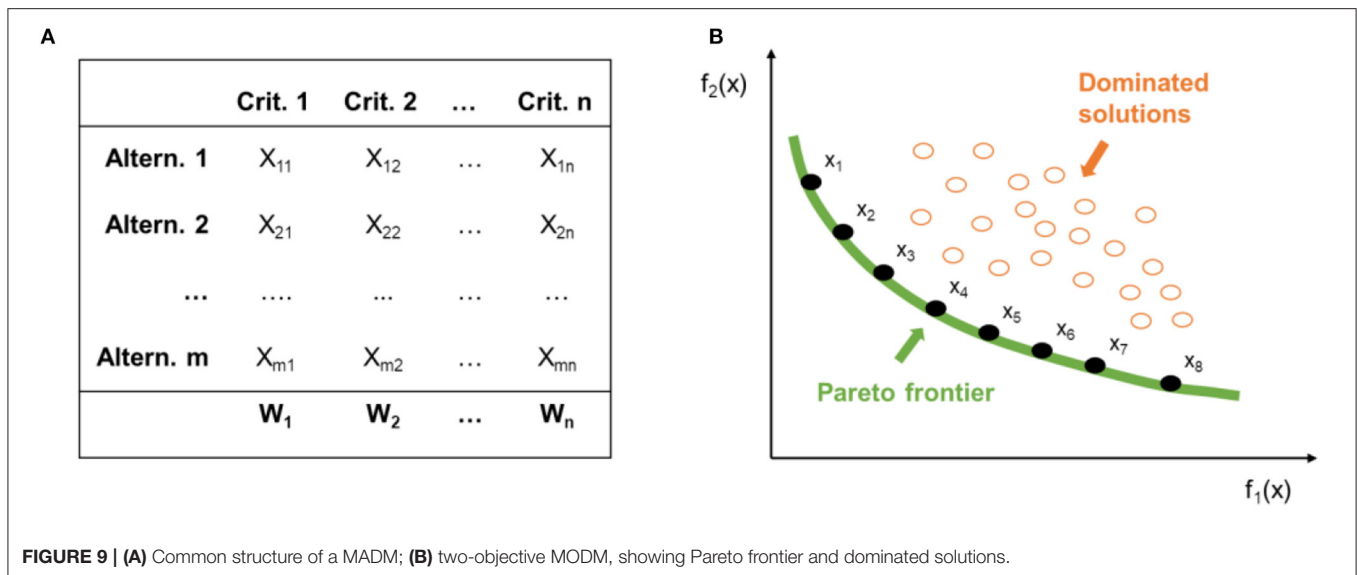 A
Crit. 1 Crit. 2 ... Crit. n
Altern. 1 X11 X12 ... X1n
Altern. 2 X21 X22 ... X2n
... .... ... ... ...
Altern. m Xm1 Xm2 ... Xmn
W1 W2 ... Wn
B
f2(x)
Dominated
solutions
x1
x2
x3
x4
x5
x6
x7
x8
Pareto frontier
f1(x)
FIGURE 9 | (A) Common structure of a MADM; (B) two-objective MODM, showing Pareto frontier and dominated solutions.